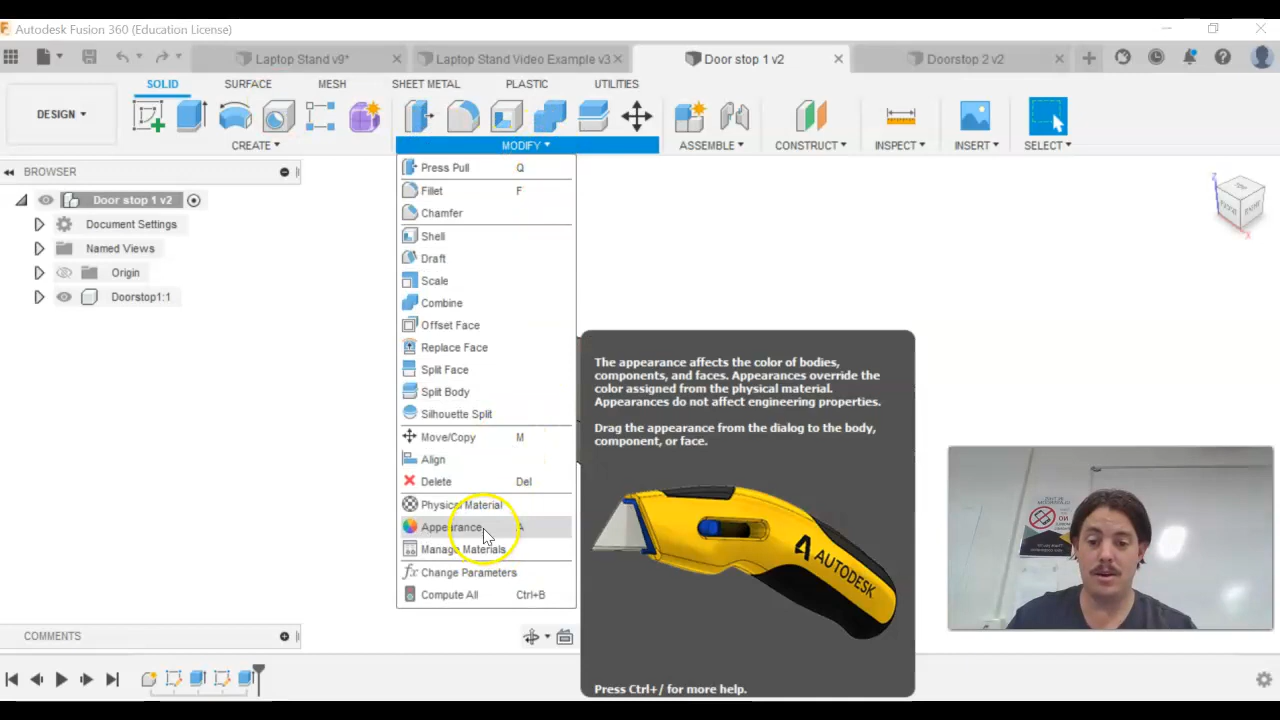 Autodesk Fusion 360 (Education License)
Laptop Stand v9*
Laptop Stand Video Example v3
Door stop 1 v2
Doorstop 2 v2
SOLID
SURFACE
MESH
SHEET METAL
PLASTIC
UTILITIES
DESIGN
CREATE
MODIFY
ASSEMBLE
CONSTRUCT
INSPECT
INSERT
SELECT
BROWSER
Door stop 1 v2
Document Settings
Named Views
Origin
Doorstop1:1
Press Pull Q
Fillet F
Chamfer
Shell
Draft
Scale
Combine
Offset Face
Replace Face
Split Face
Split Body
Silhouette Split
Move/Copy M
Align
Delete Del
Physical Material
Appearance A
Manage Materials
Change Parameters
Compute All Ctrl+B
The appearance affects the color of bodies,
components, and faces. Appearances override the
color assigned from the physical material.
Appearances do not affect engineering properties.
Drag the appearance from the dialog to the body,
component, or face.
AUTODESK
Press Ctrl+/ for more help.
COMMENTS